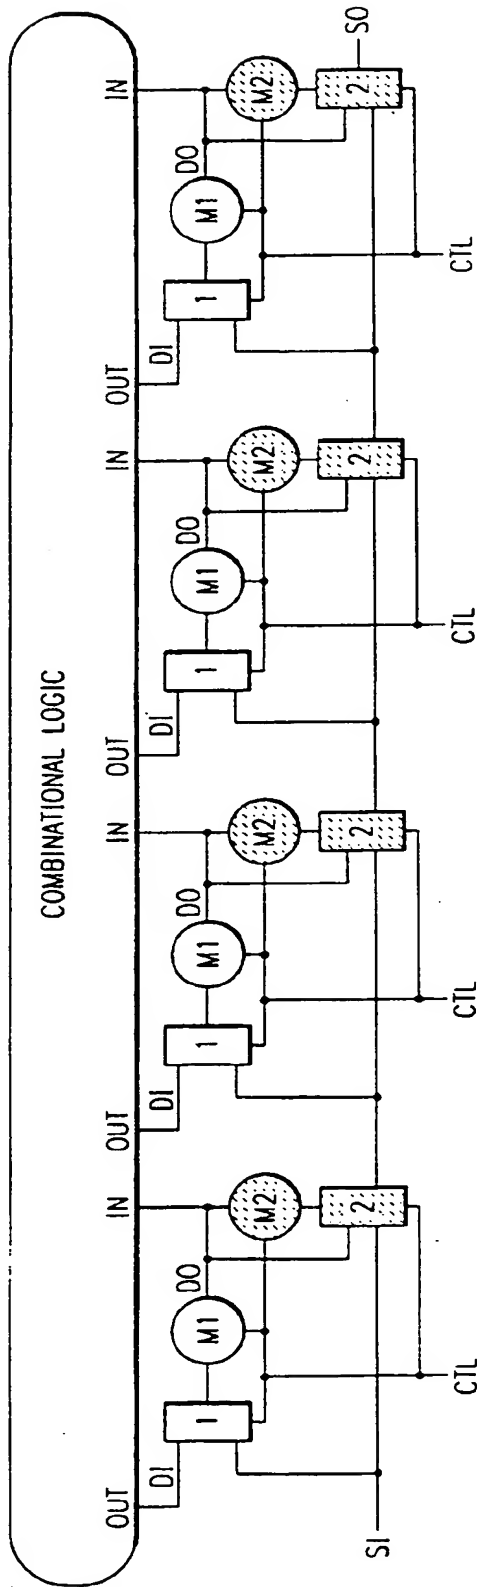 COMBINATIONAL LOGIC
OUT IN OUT IN OUT IN OUT IN
DI DO DI DO DI DO DI DO
1 M1 1 M1 1 M1 1 M1
M2 M2 M2 M2
2 2 2 2 SO
SI
CTL CTL CTL CTL